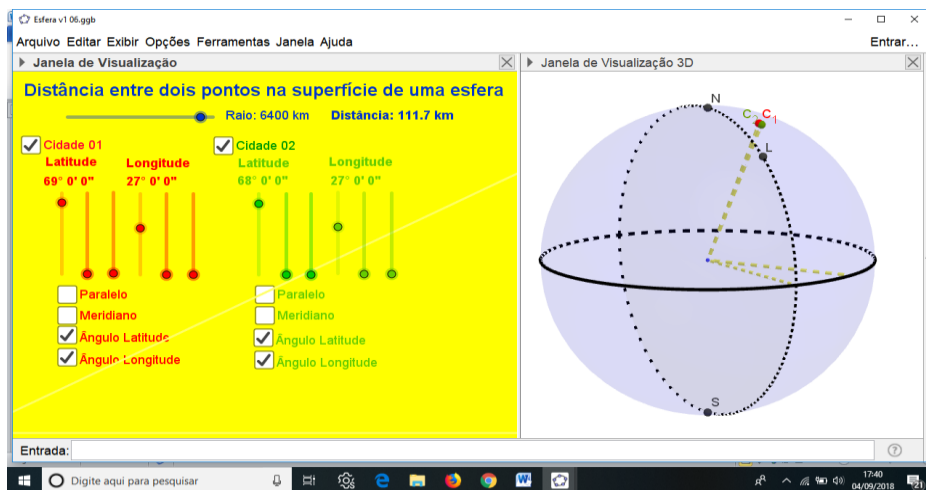 Esfera v1 06.ggb
Arquivo Editar Exibir Opções Ferramentas Janela Ajuda
Entrar...
Janela de Visualização
Distância entre dois pontos na superfície de uma esfera
Raio: 6400 km Distância: 111.7 km
Cidade 01
Latitude Longitude
69° 0' 0" 27° 0' 0"
Paralelo
Meridiano
Ângulo Latitude
Ângulo Longitude
Cidade 02
Latitude Longitude
68° 0' 0" 27° 0' 0"
Paralelo
Meridiano
Ângulo Latitude
Ângulo Longitude
Janela de Visualização 3D
N
C
C1
L
S
Entrada:
Digite aqui para pesquisar
17:40
04/09/2018
21